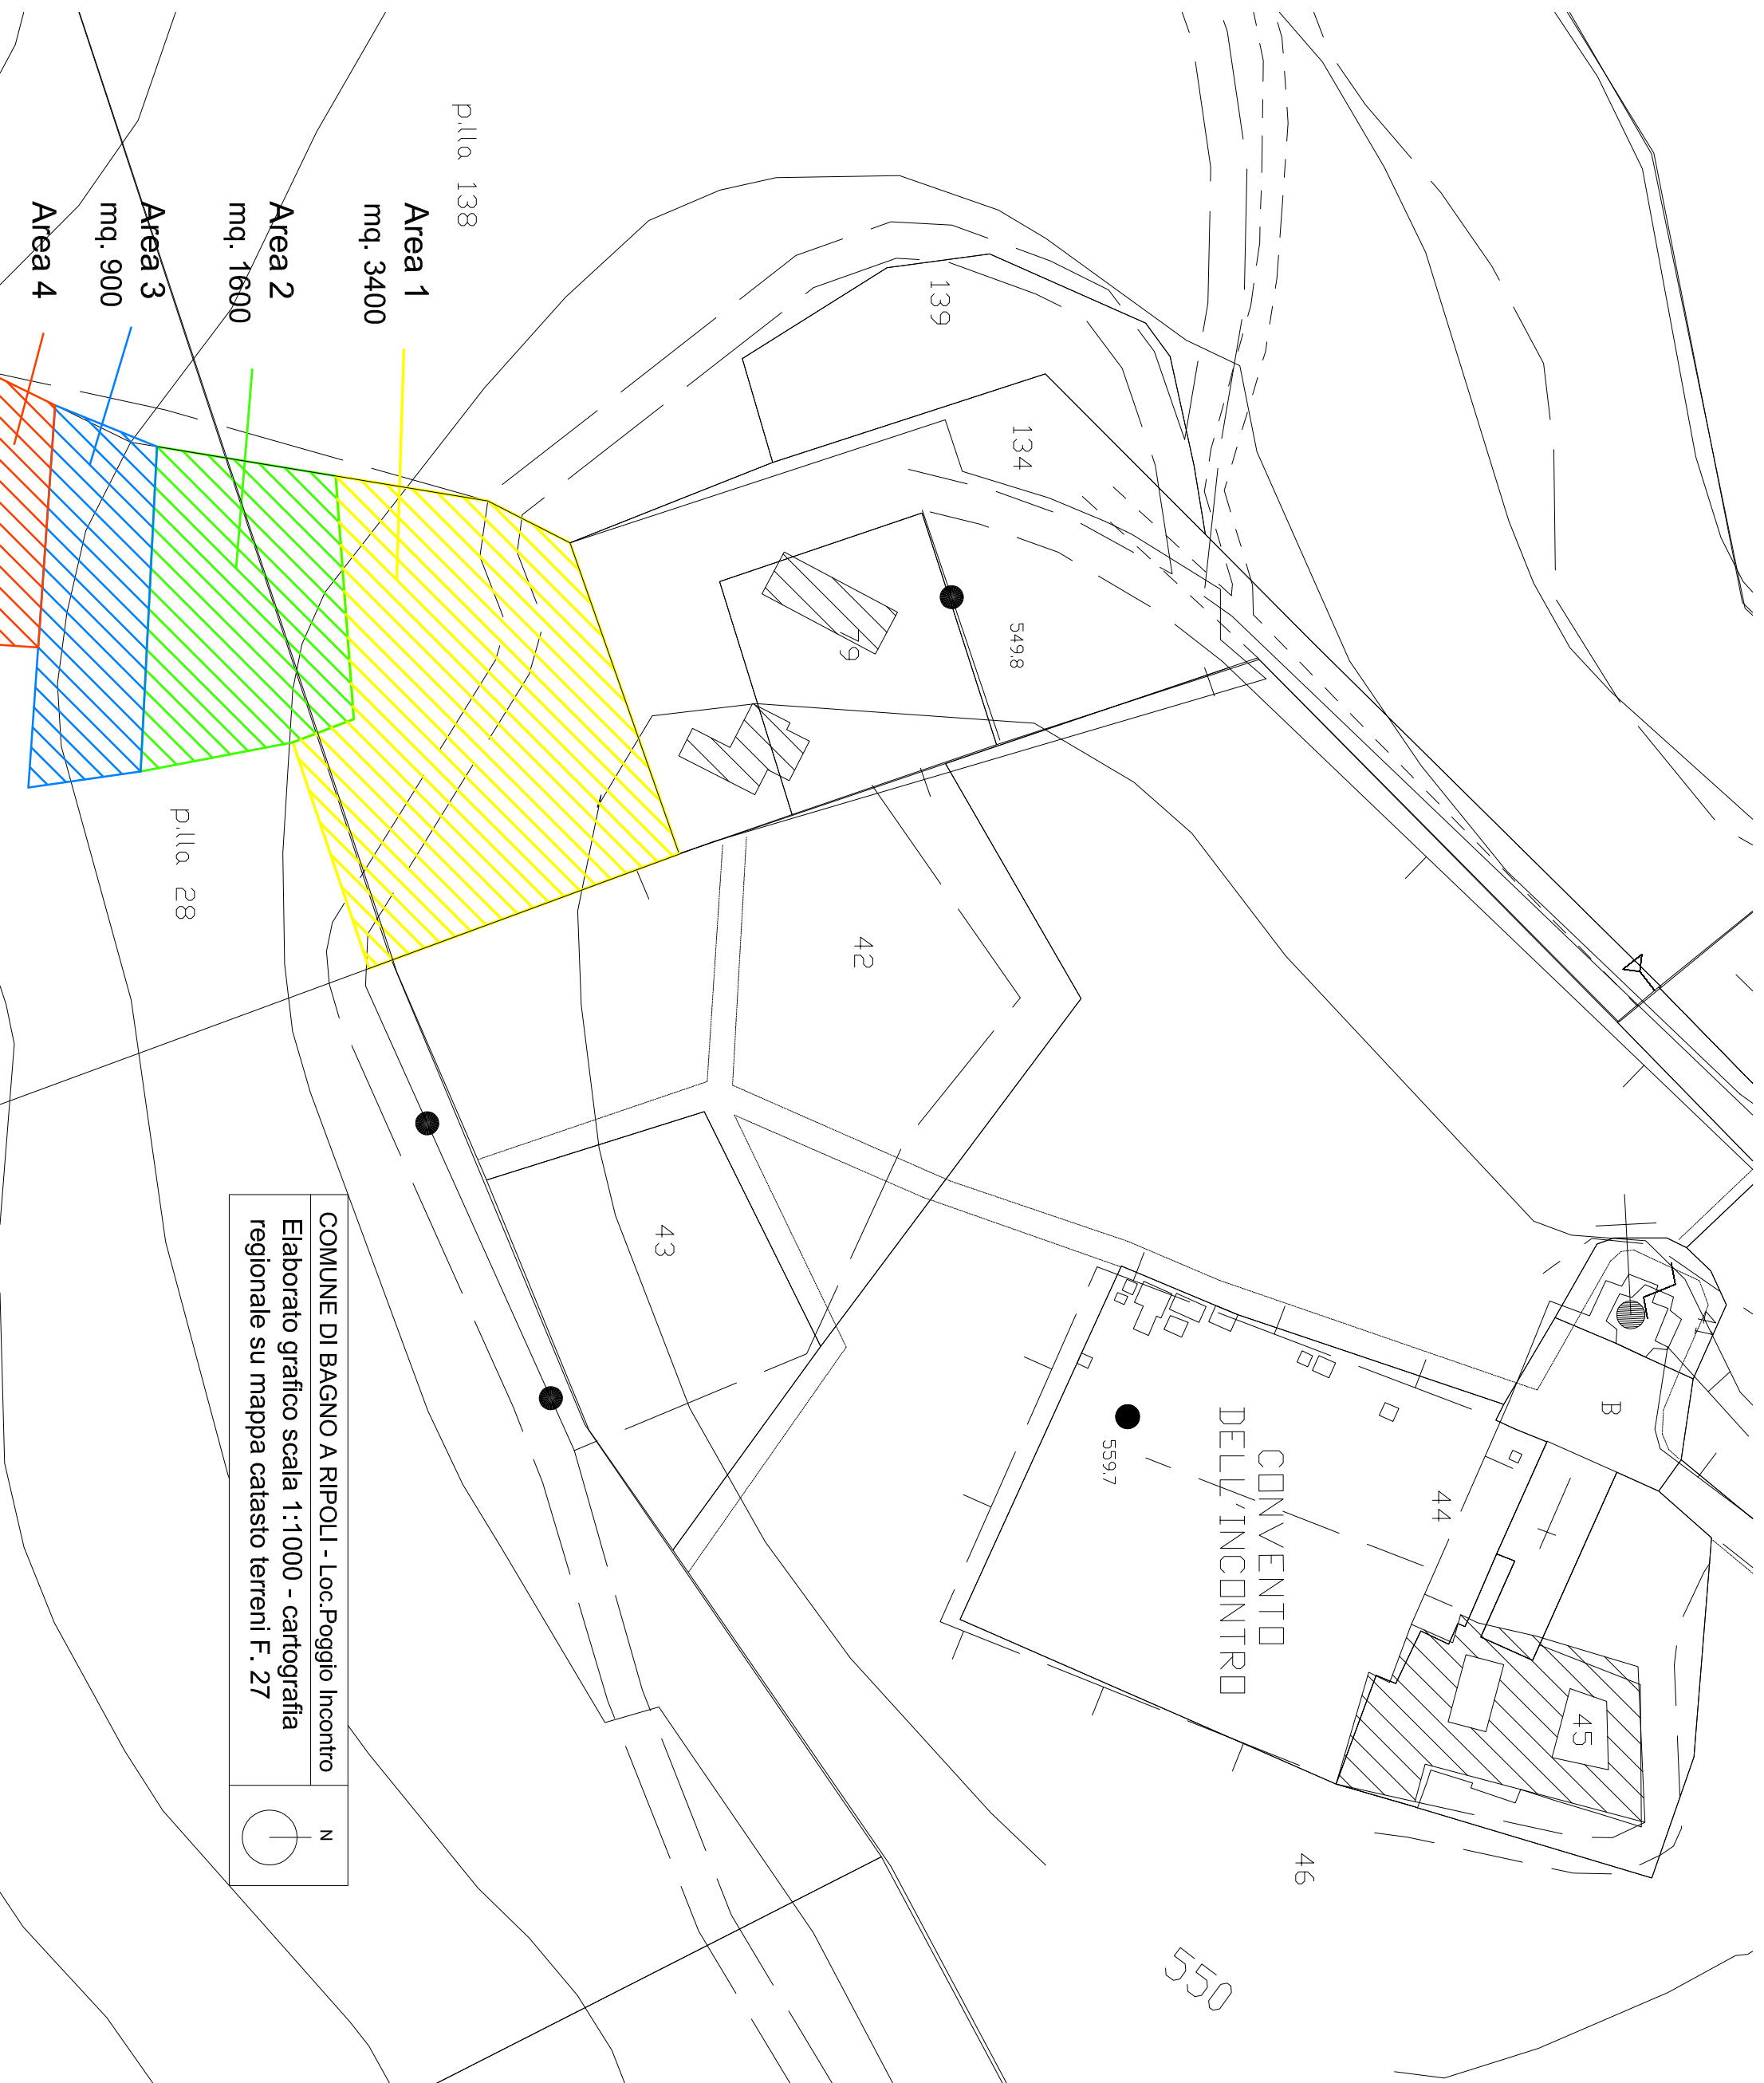 p.lla 138
Area 1
mq. 3400
Area 2
mq. 1600
Area 3
mq. 900
Area 4
139
134
549.8
79
42
p.lla 28
43
CONVENTO
DELL'INCONTRO
559.7
44
B
45
46
550
COMUNE DI BAGNO A RIPOLI - Loc.Poggio Incontro
Elaborato grafico scala 1:1000 - cartografia
regionale su mappa catasto terreni F. 27
N